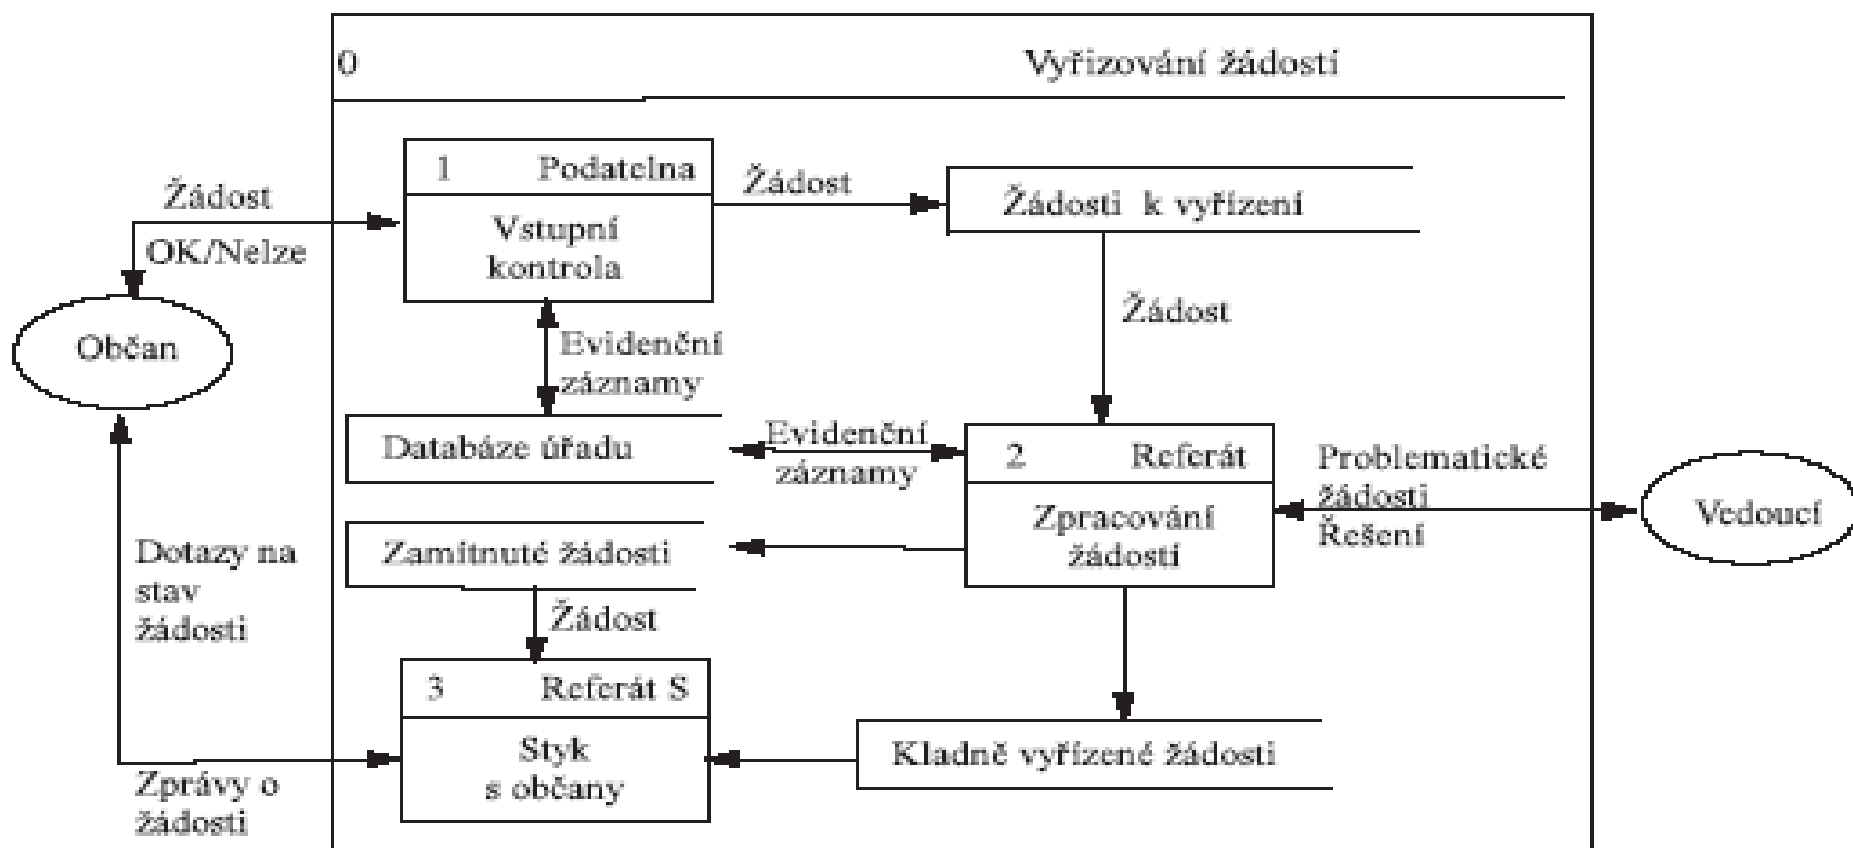 0 Vyřizování žádostí
1 Podatelna
Vstupní
kontrola
Žádost
OK/Nelze
Žádost
Žádosti k vyřízení
Občan
Evidenční
záznamy
Žádost
Databáze úřadu
Evidenční
záznamy
2 Referát
Zpracování
žádostí
Problematické
žádosti
Řešení
Vedoucí
Zamítnuté žádosti
Dotazy na
stav
žádosti
Žádost
3 Referát S
Styk
s občany
Kladně vyřízené žádosti
Zprávy o
žádosti